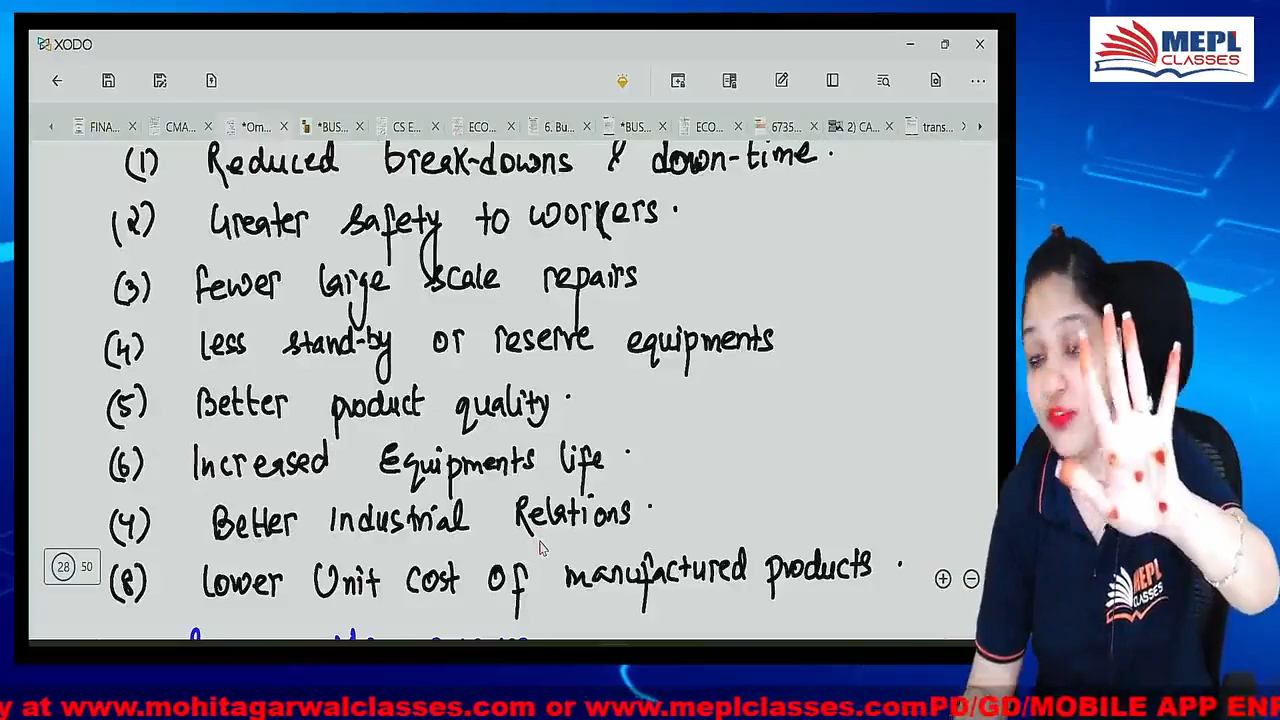 MEPL
CLASSES
XODO
FINA...
CMA...
*Om...
*BUS...
CS E...
ECO...
6. Bu...
*BUS...
ECO...
6735...
2) CA...
trans...
(1) Reduced break-downs & down-time.
(2) Greater safety to workers.
(3) Fewer large scale repairs
(4) Less stand-by or reserve equipments
(5) Better product quality.
(6) Increased Equipments life.
(7) Better Industrial Relations.
(8) Lower Unit cost of manufactured products.
28 50
MEPL
CLASSES
y at www.mohitagarwalclasses.com or www.meplclasses.comPD/GD/MOBILE APP EN